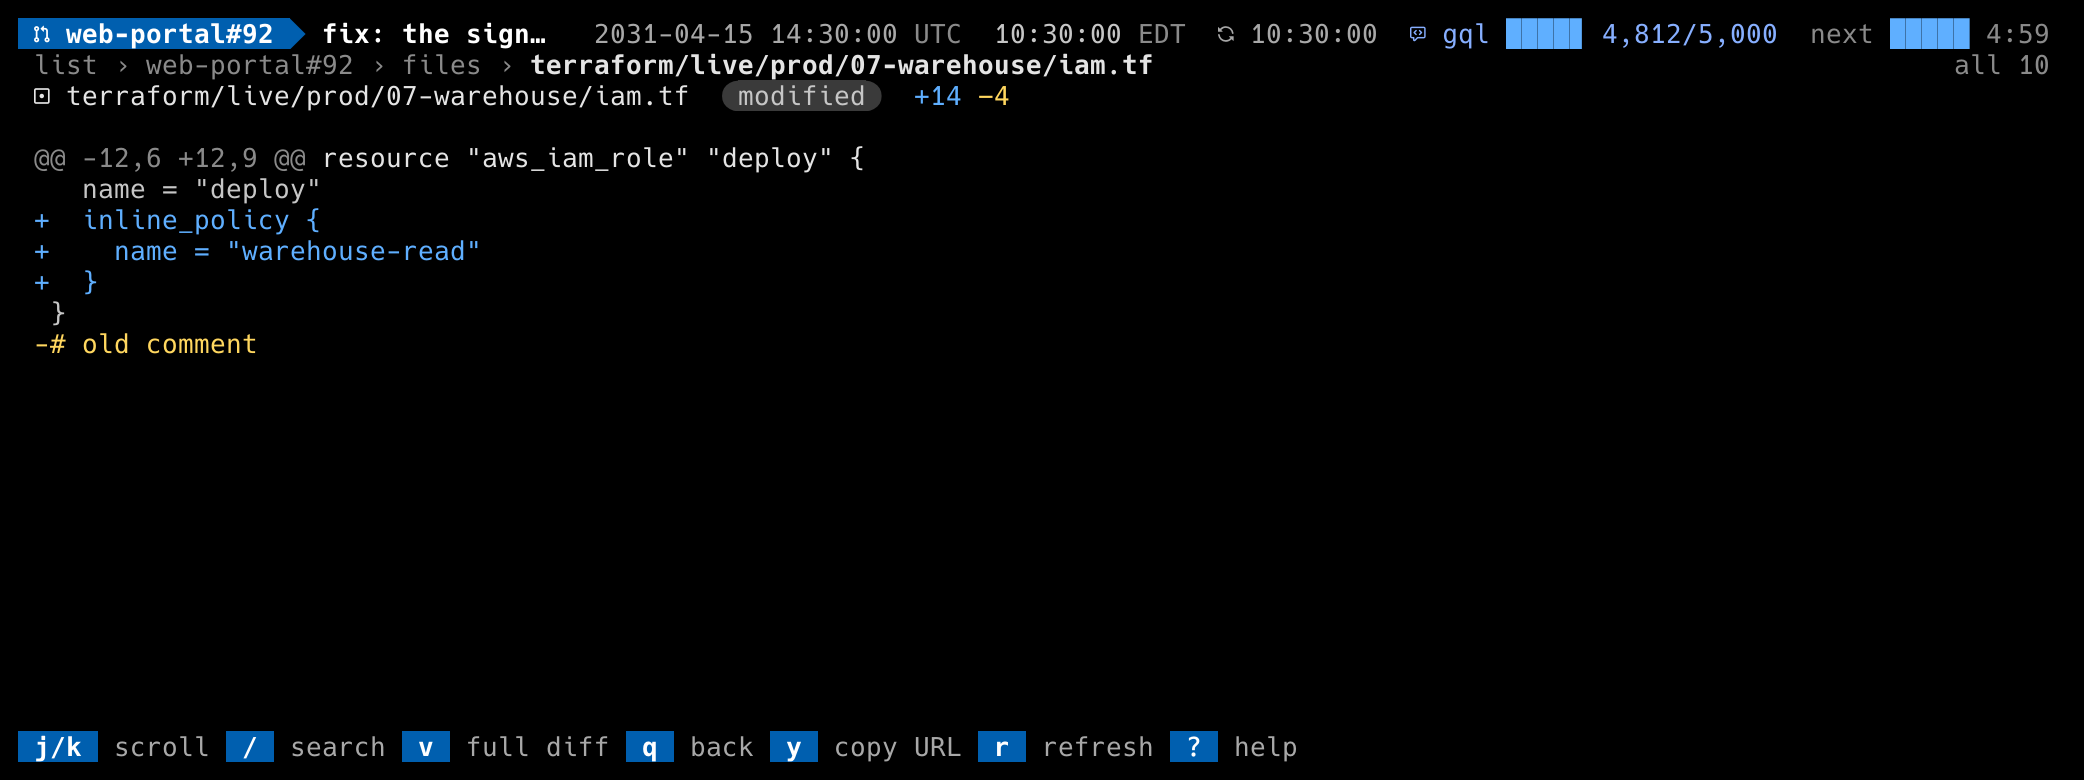 web-portal#92 fix: the sign… 2031-04-15 14:30:00 UTC 10:30:00 EDT 10:30:00 gql 4,812/5,000 next 4:59
list › web-portal#92 › files › terraform/live/prod/07-warehouse/iam.tf all 10
terraform/live/prod/07-warehouse/iam.tf modified +14 -4
@@ -12,6 +12,9 @@ resource "aws_iam_role" "deploy" {
   name = "deploy"
+  inline_policy {
+    name = "warehouse-read"
+  }
 }
-# old comment
j/k scroll / search v full diff q back y copy URL r refresh ? help